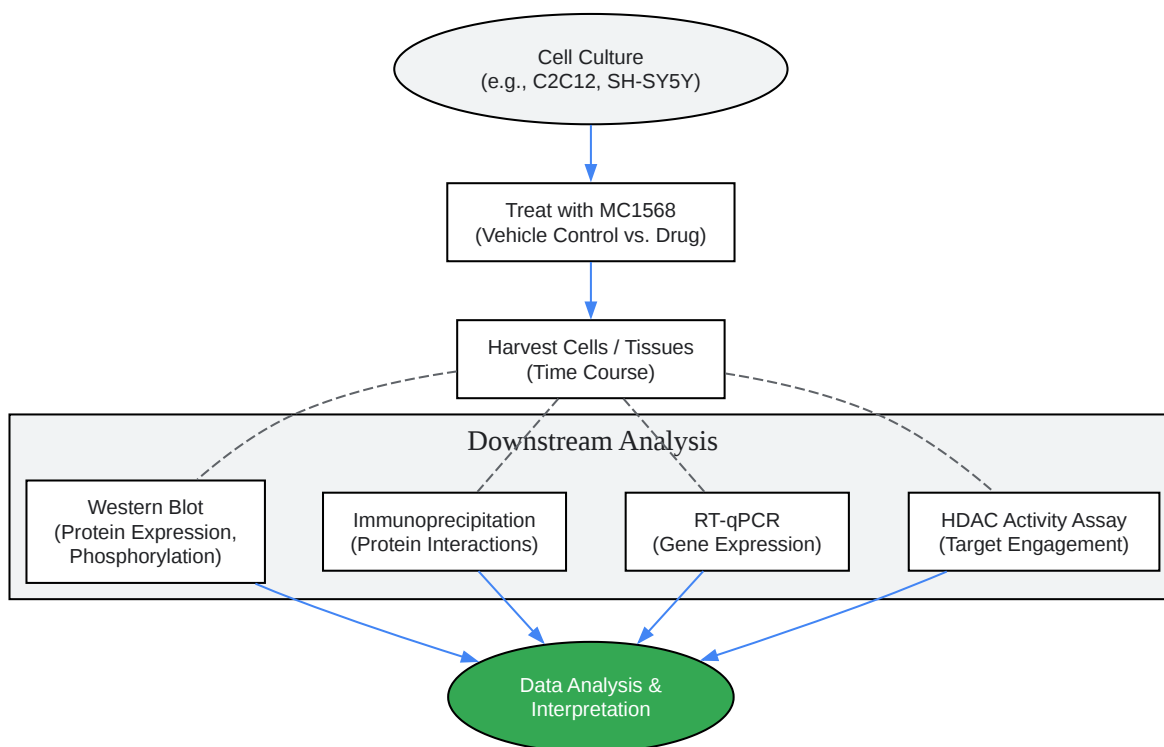 Cell Culture
(e.g., C2C12, SH-SY5Y)
Treat with MC1568
(Vehicle Control vs. Drug)
Harvest Cells / Tissues
(Time Course)
Downstream Analysis
Western Blot
(Protein Expression,
Phosphorylation)
Immunoprecipitation
(Protein Interactions)
RT-qPCR
(Gene Expression)
HDAC Activity Assay
(Target Engagement)
Data Analysis &
Interpretation